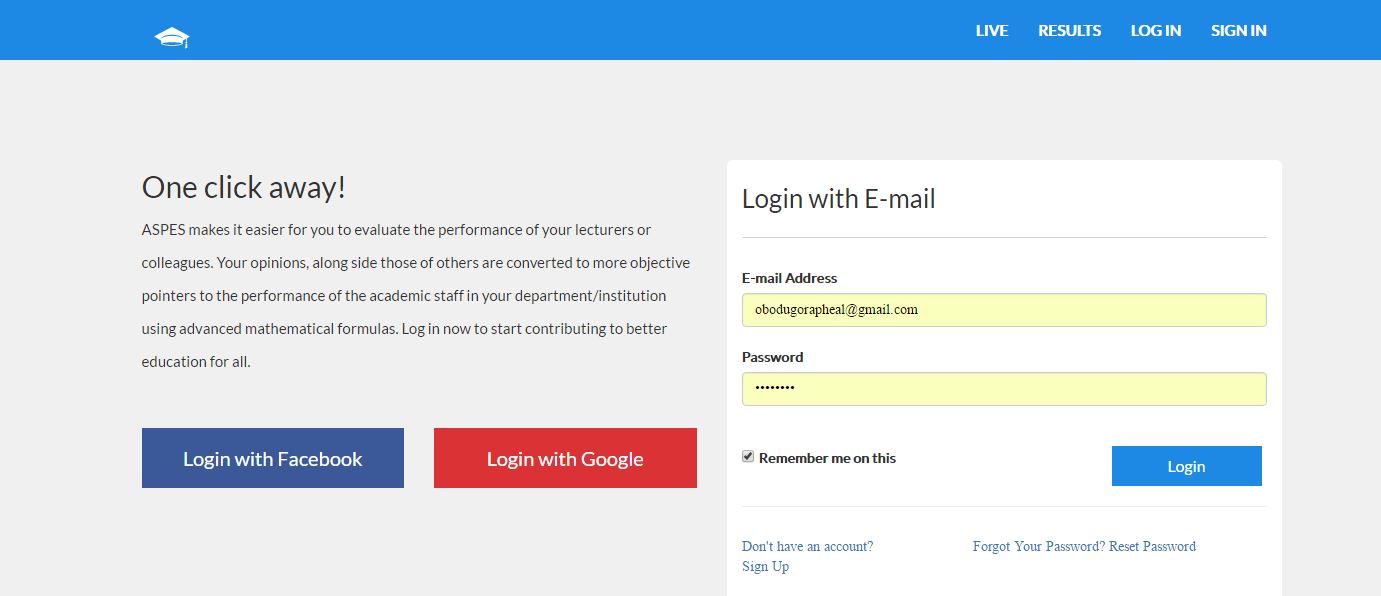 LIVE RESULTS LOG IN SIGN IN
One click away!
ASPES makes it easier for you to evaluate the performance of your lecturers or
colleagues. Your opinions, along side those of others are converted to more objective
pointers to the performance of the academic staff in your department/institution
using advanced mathematical formulas. Log in now to start contributing to better
education for all.
Login with Facebook
Login with Google
Login with E-mail
E-mail Address
obodugorapheal@gmail.com
Password
••••••••
Remember me on this
Login
Don't have an account?
Sign Up
Forgot Your Password? Reset Password